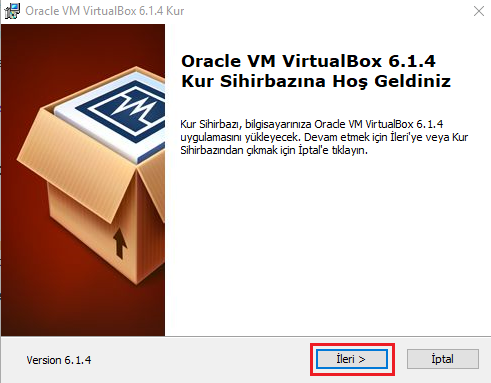 Oracle VM VirtualBox 6.1.4 Kur
Oracle VM VirtualBox 6.1.4
Kur Sihirbazına Hoş Geldiniz
Kur Sihirbazı, bilgisayarınıza Oracle VM VirtualBox 6.1.4
uygulamasını yükleyecek. Devam etmek için İleri'ye veya Kur
Sihirbazından çıkmak için İptal'e tıklayın.
Version 6.1.4
İleri >
İptal